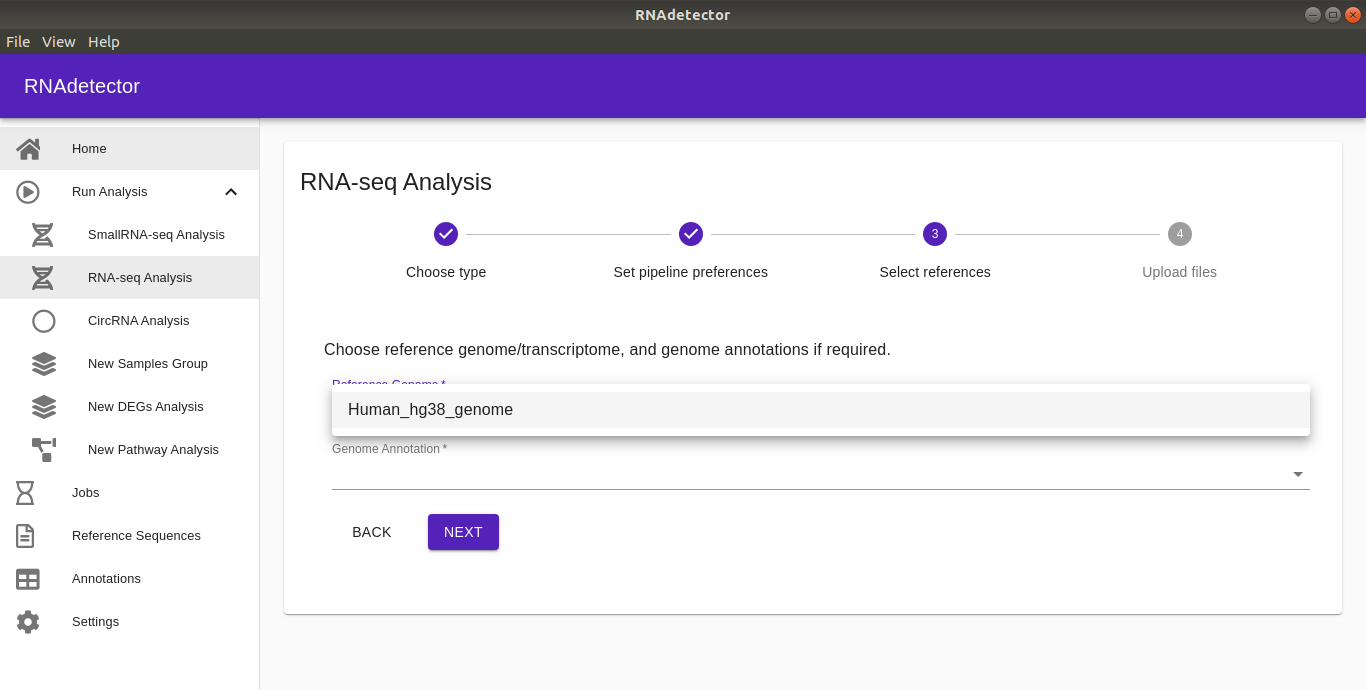 RNAdetector
File View Help
RNAdetector
Home
Run Analysis
SmallRNA-seq Analysis
RNA-seq Analysis
CircRNA Analysis
New Samples Group
New DEGs Analysis
New Pathway Analysis
Jobs
Reference Sequences
Annotations
Settings
RNA-seq Analysis
3 4
Choose type Set pipeline preferences Select references Upload files
Choose reference genome/transcriptome, and genome annotations if required.
Reference Genome *
Human_hg38_genome
Genome Annotation *
BACK NEXT